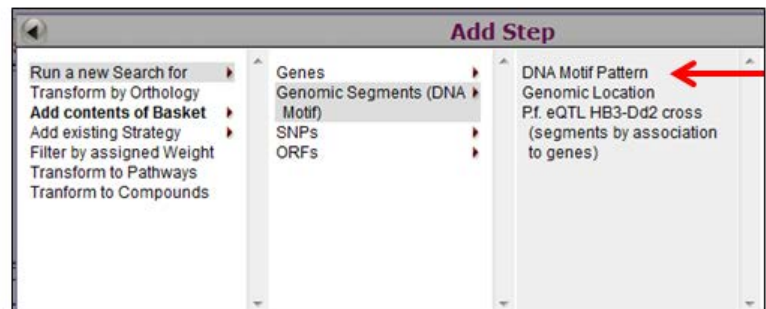 Add Step
Run a new Search for
Transform by Orthology
Add contents of Basket
Add existing Strategy
Filter by assigned Weight
Transform to Pathways
Tranform to Compounds
Genes
Genomic Segments (DNA
Motif)
SNPs
ORFs
DNA Motif Pattern
Genomic Location
P.f. eQTL HB3-Dd2 cross
(segments by association
to genes)